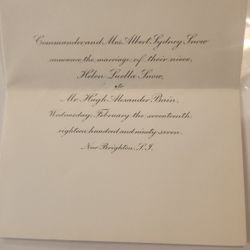 Commander and Mrs. Albert Sydney Snow
announce the marriage of their niece,
Helen Luella Snow,
to
Mr. Hugh Alexander Bain,
Wednesday, February the seventeenth,
eighteen hundred and ninety seven.
New Brighton, S.I.